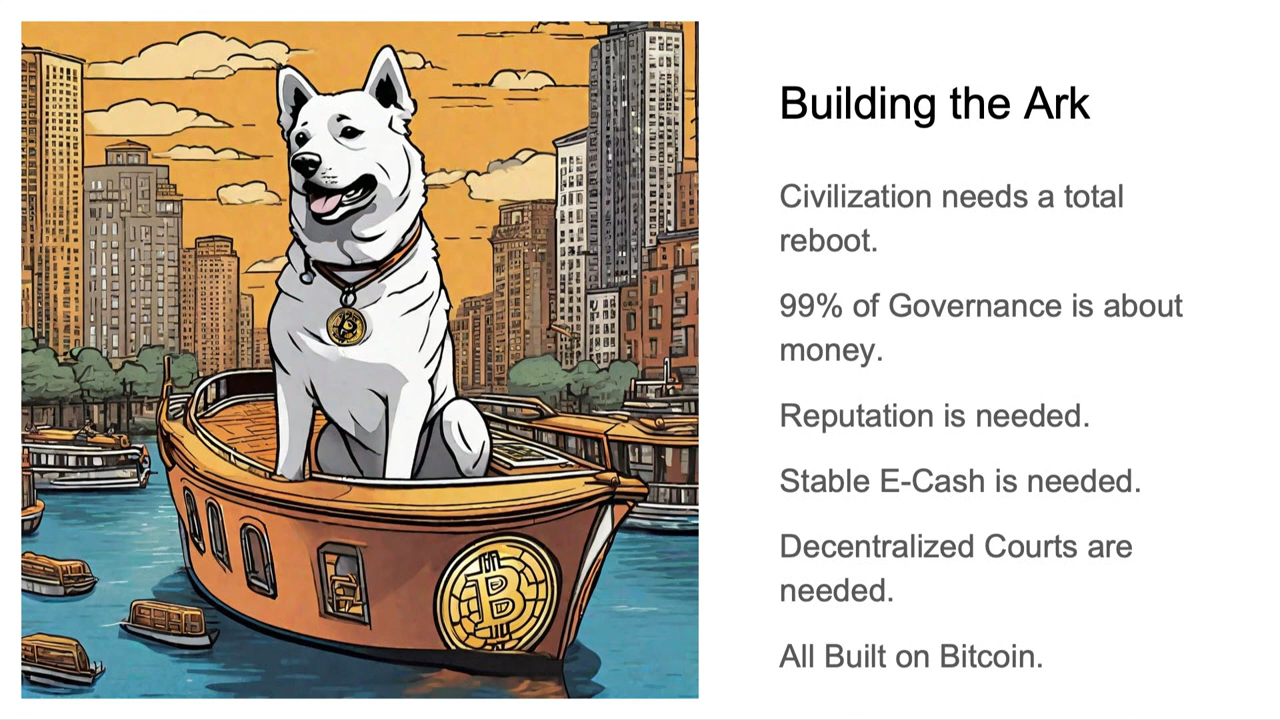 Building the Ark
Civilization needs a total
reboot.
99% of Governance is about
money.
Reputation is needed.
Stable E-Cash is needed.
Decentralized Courts are
needed.
All Built on Bitcoin.